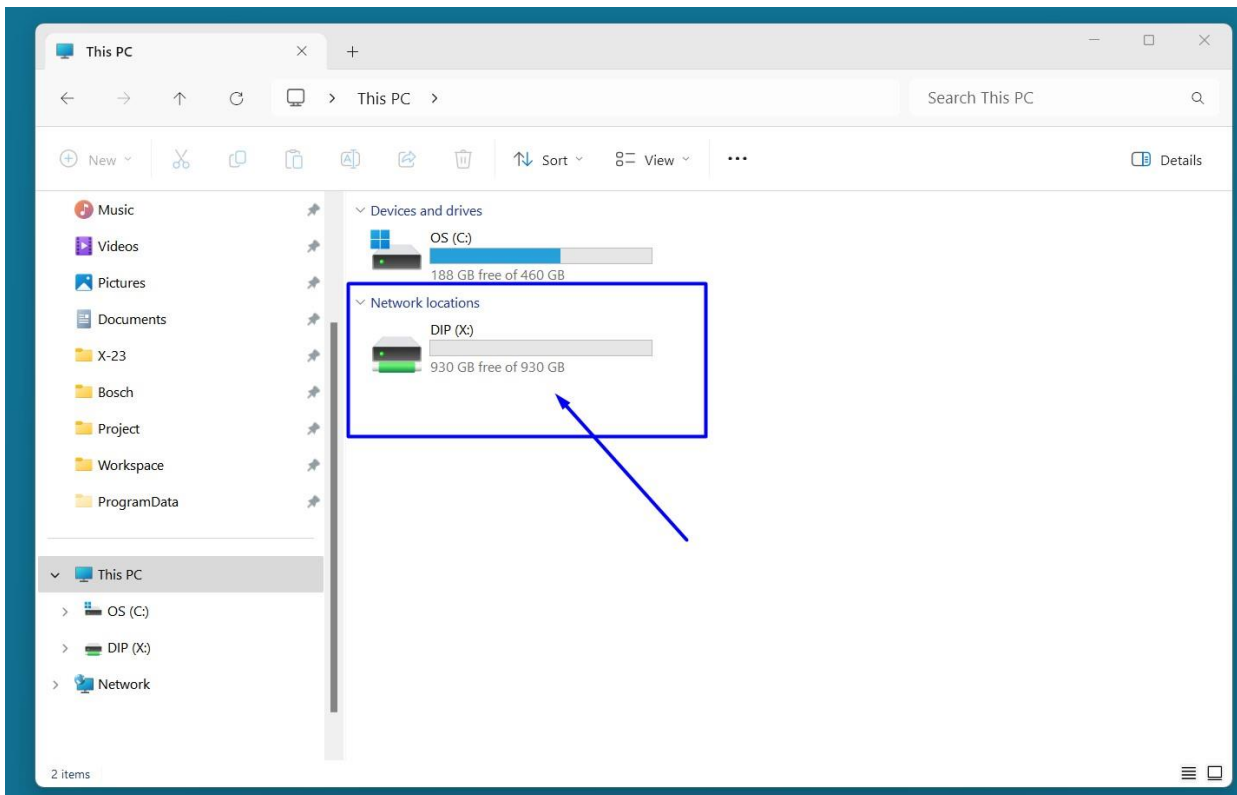 This PC
This PC
Search This PC
New
Sort
View
Details
Music
Videos
Pictures
Documents
X-23
Bosch
Project
Workspace
ProgramData
This PC
OS (C:)
DIP (X:)
Network
Devices and drives
OS (C:)
188 GB free of 460 GB
Network locations
DIP (X:)
930 GB free of 930 GB
2 items